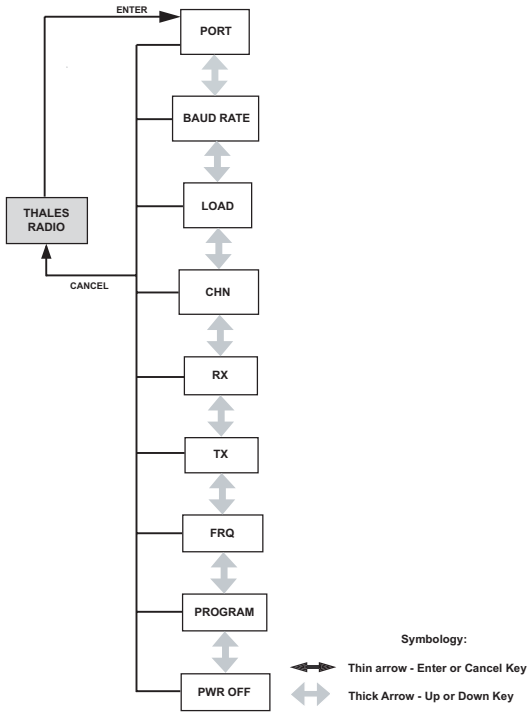 ENTER
PORT
BAUD RATE
LOAD
THALES
RADIO
CANCEL
CHN
RX
TX
FRQ
PROGRAM
PWR OFF
Symbology:
Thin arrow - Enter or Cancel Key
Thick Arrow - Up or Down Key